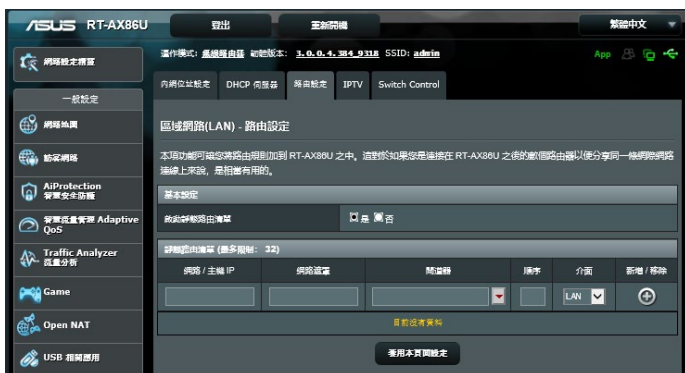 ASUS RT-AX86U 登出 重新開機 繁體中文
運作模式: 無線路由器 韌體版本: 3.0.0.4.384_9318 SSID: admin App
網路設定精靈
內網位址設定 DHCP 伺服器 路由設定 IPTV Switch Control
一般設定
網路地圖
區域網路(LAN) - 路由設定
訪客網路
本項功能可讓您將路由規則加到 RT-AX86U 之中。這對於如果您是連接在 RT-AX86U 之後的數個路由器以便分享同一條網際網路
連線上來說，是相當有用的。
AiProtection
智慧安全防護
基本設定
智慧流量管理 Adaptive
QoS
啟動靜態路由清單 是 否
Traffic Analyzer
流量分析
靜態路由清單 (最多限制: 32)
網路 / 主機 IP 網路遮罩 閘道器 順序 介面 新增 / 移除
Game
LAN
Open NAT
目前沒有資料
USB 相關應用
套用本頁面設定